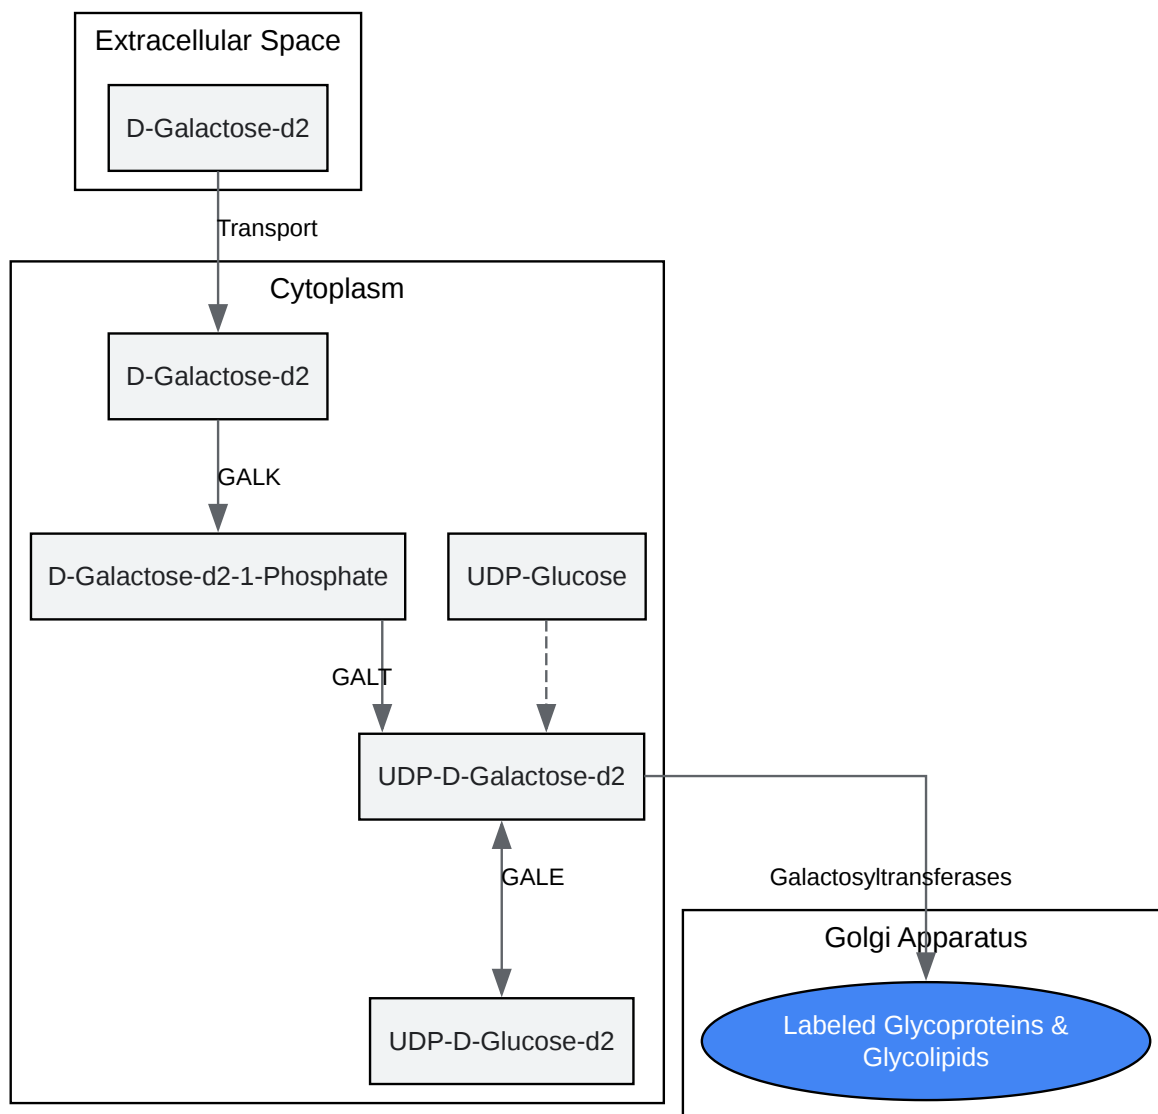 Extracellular Space
D-Galactose-d2
Transport
Cytoplasm
D-Galactose-d2
GALK
D-Galactose-d2-1-Phosphate
UDP-Glucose
GALT
UDP-D-Galactose-d2
GALE
Galactosyltransferases
Golgi Apparatus
Labeled Glycoproteins &
Glycolipids
UDP-D-Glucose-d2